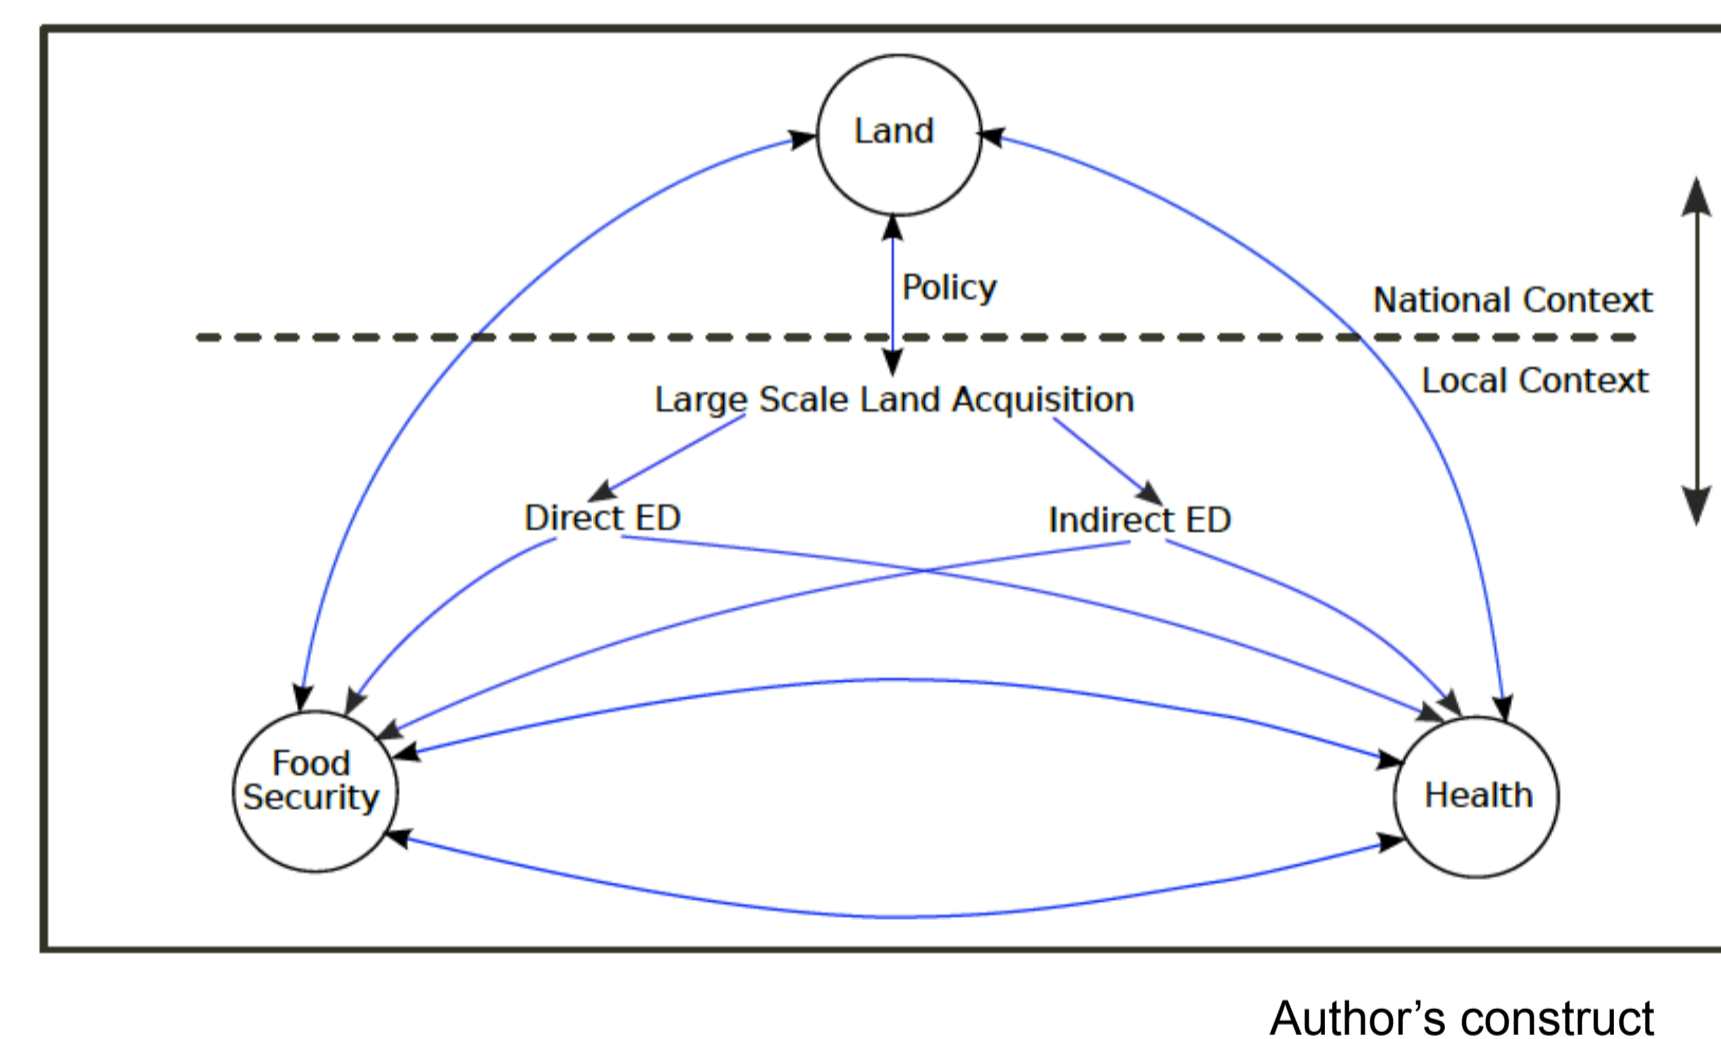 Land
Policy
National Context
Local Context
Large Scale Land Acquisition
Direct ED
Indirect ED
Food
Security
Health
Author’s construct